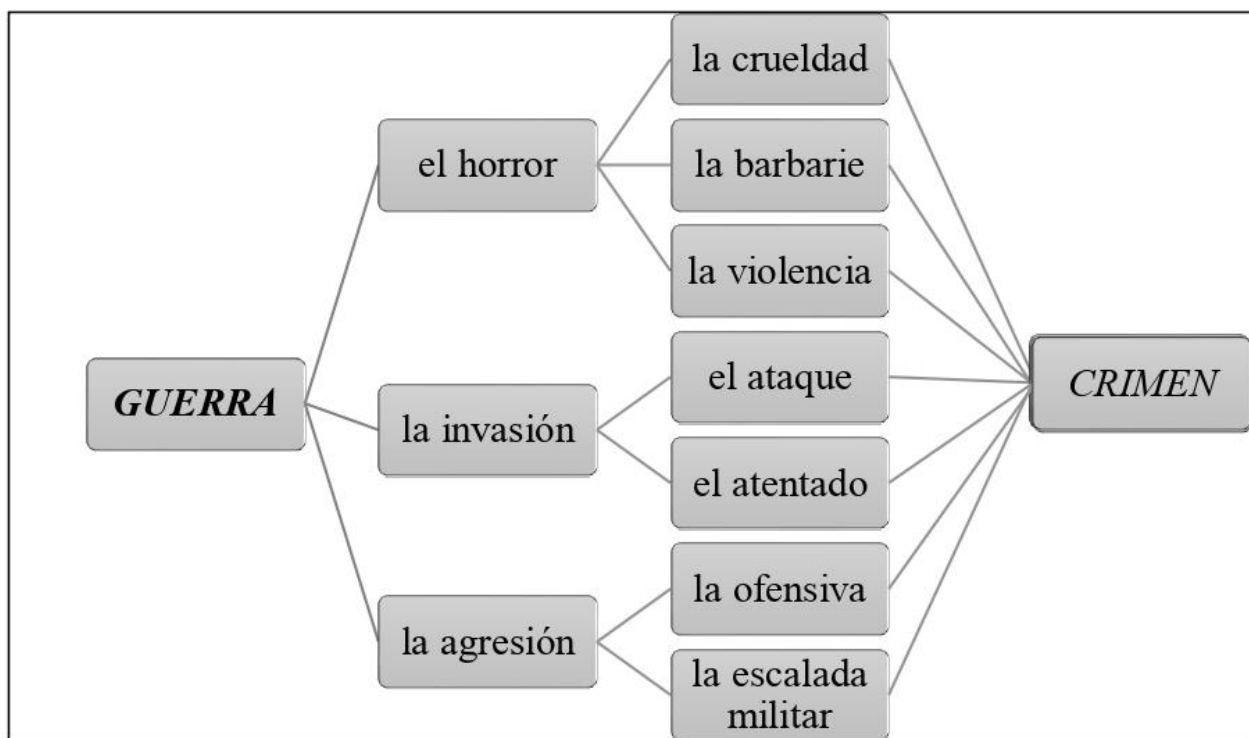 GUERRA
el horror
la invasión
la agresión
la crueldad
la barbarie
la violencia
el ataque
el atentado
la ofensiva
la escalada
militar
CRIMEN